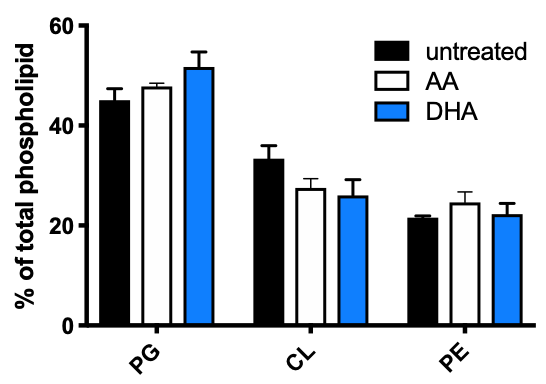 % of total phospholipid
60
40
20
0
untreated
AA
DHA
PG
CL
PE